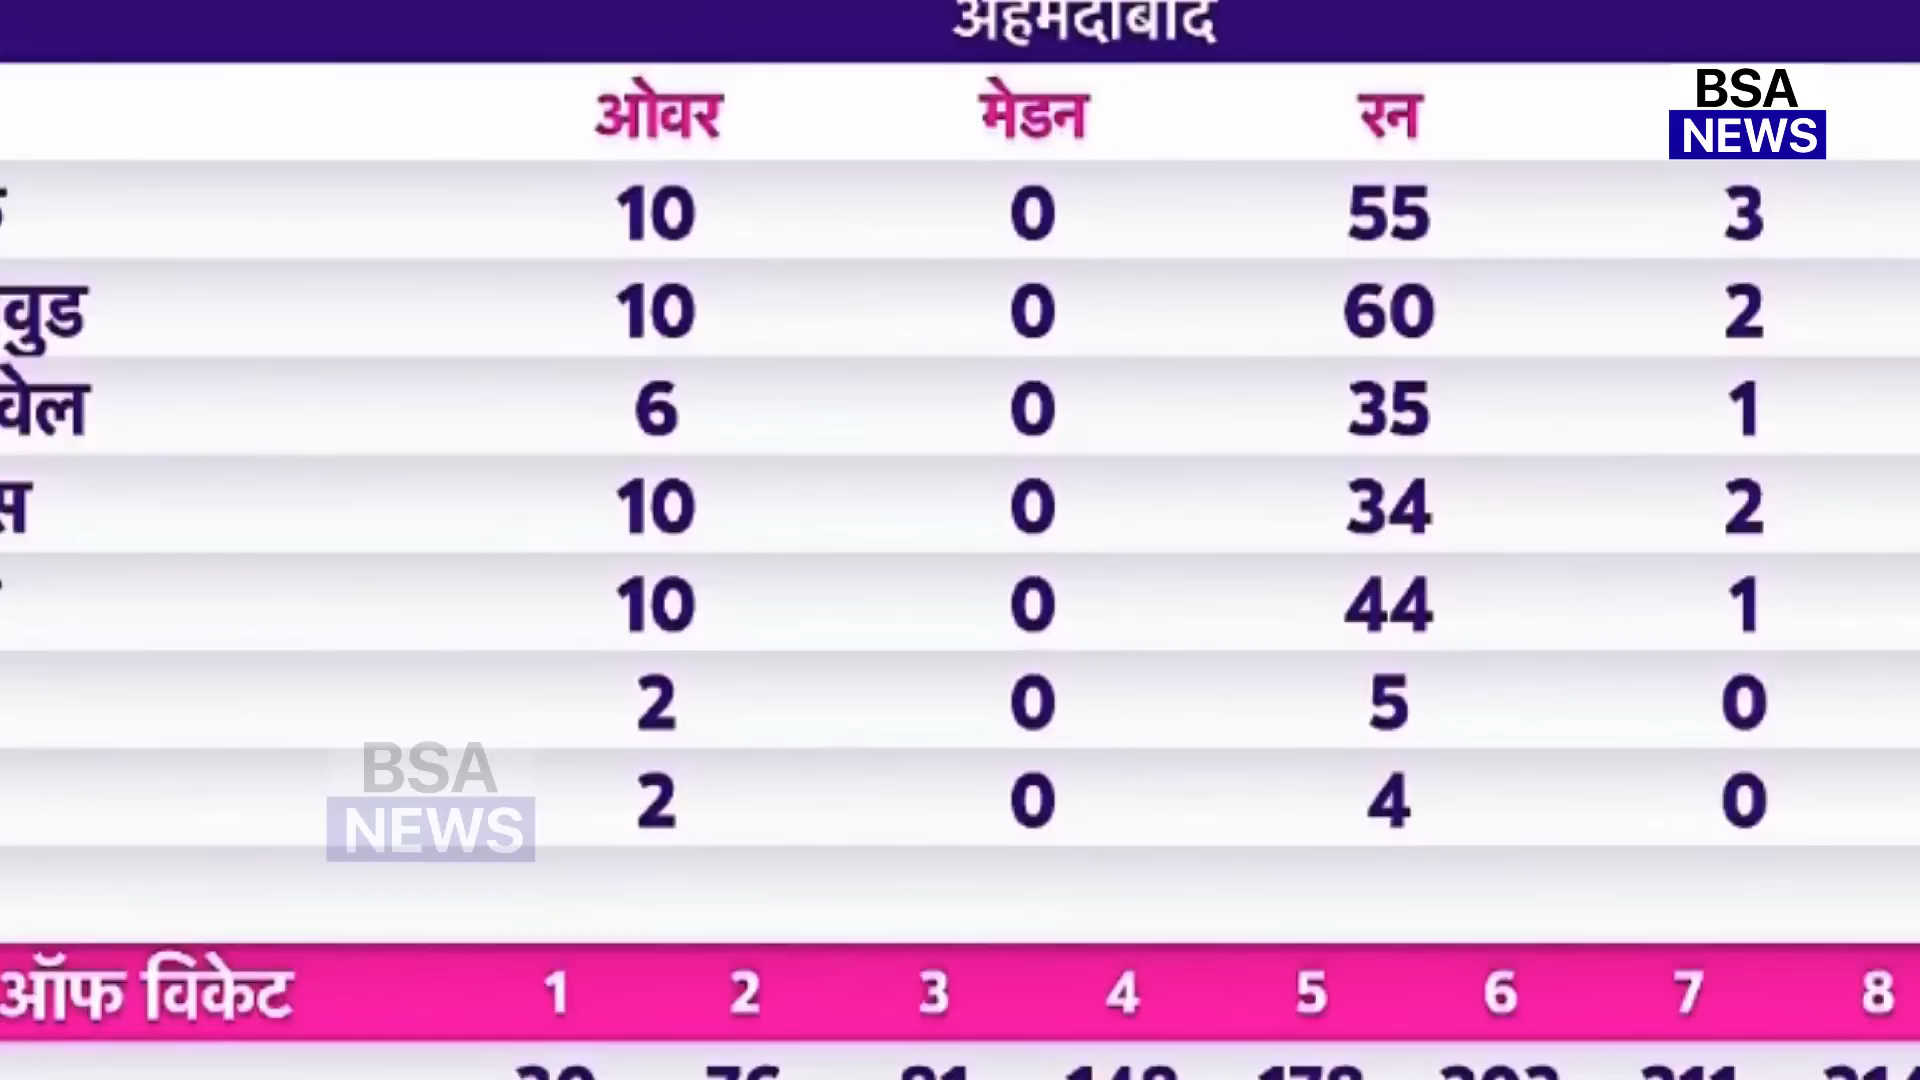 अहमदाबाद
ओवर मेडन रन
BSA
NEWS
10 0 55 3
वुड 10 0 60 2
वेल 6 0 35 1
स 10 0 34 2
10 0 44 1
2 0 5 0
2 0 4 0
BSA
NEWS
ऑफ विकेट 1 2 3 4 5 6 7 8